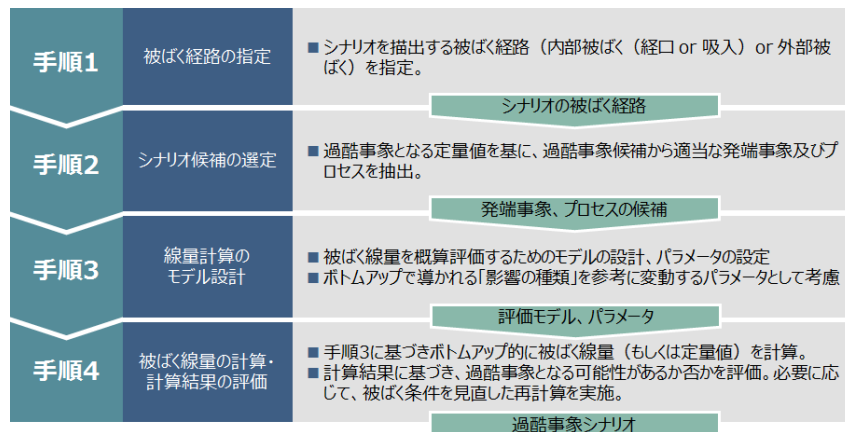 手順1
被ばく経路の指定
■ シナリオを描出する被ばく経路（内部被ばく（経口 or 吸入）or 外部被
ばく）を指定。
シナリオの被ばく経路
手順2
シナリオ候補の選定
■ 過酷事象となる定量値を基に、過酷事象候補から適当な発端事象及びプ
ロセスを抽出。
発端事象、プロセスの候補
手順3
線量計算の
モデル設計
■ 被ばく線量を概算評価するためのモデルの設計、パラメータの設定
■ ボトムアップで導かれる「影響の種類」を参考に変動するパラメータとして考慮
評価モデル、パラメータ
手順4
被ばく線量の計算・
計算結果の評価
■ 手順3に基づきボトムアップ的に被ばく線量（もしくは定量値）を計算。
■ 計算結果に基づき、過酷事象となる可能性があるか否かを評価。必要に応
じて、被ばく条件を見直した再計算を実施。
過酷事象シナリオ